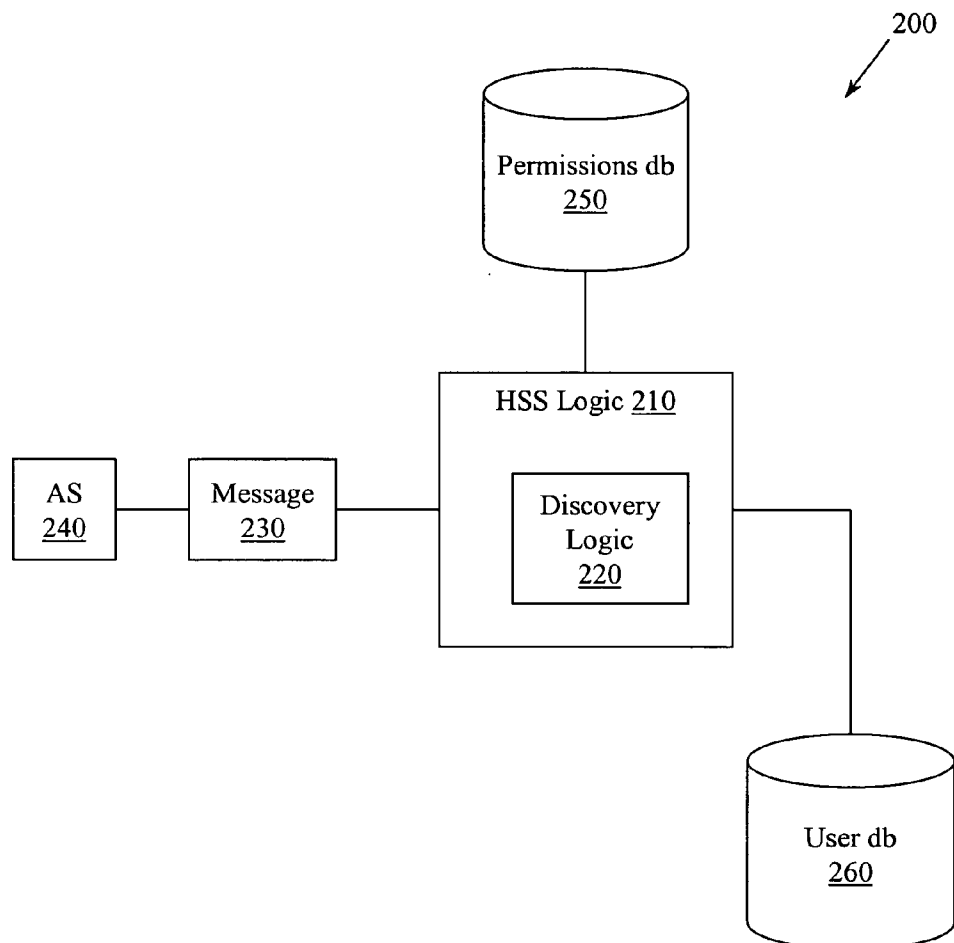 200
Permissions db
250
HSS Logic 210
AS
240
Message
230
Discovery
Logic
220
User db
260